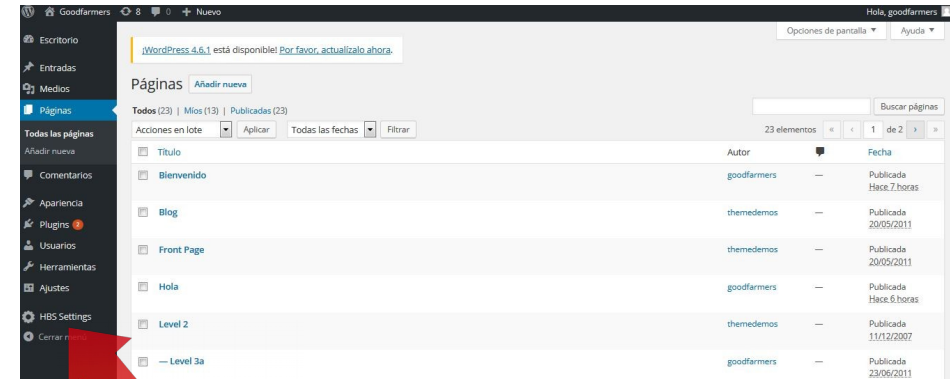 Goodfarmers 8 0 + Nuevo Hola, goodfarmers
Opciones de pantalla ▼ Ayuda ▼
Escritorio
Entradas
Medios
Páginas
Todas las páginas
Añadir nueva
Comentarios
Apariencia
Plugins 2
Usuarios
Herramientas
Ajustes
HBS Settings
Cerrar menú
¡WordPress 4.6.1 está disponible! Por favor, actualízalo ahora.
Páginas Añadir nueva
Todos (23) | Míos (13) | Publicadas (23)
Buscar páginas
Acciones en lote Aplicar Todas las fechas Filtrar 23 elementos « ‹ 1 de 2 › »
Título Autor Fecha
Bienvenido goodfarmers — Publicada
Hace 7 horas
Blog themedemos — Publicada
20/05/2011
Front Page themedemos — Publicada
20/05/2011
Hola goodfarmers — Publicada
Hace 6 horas
Level 2 themedemos — Publicada
11/12/2007
— Level 3a goodfarmers — Publicada
23/06/2011